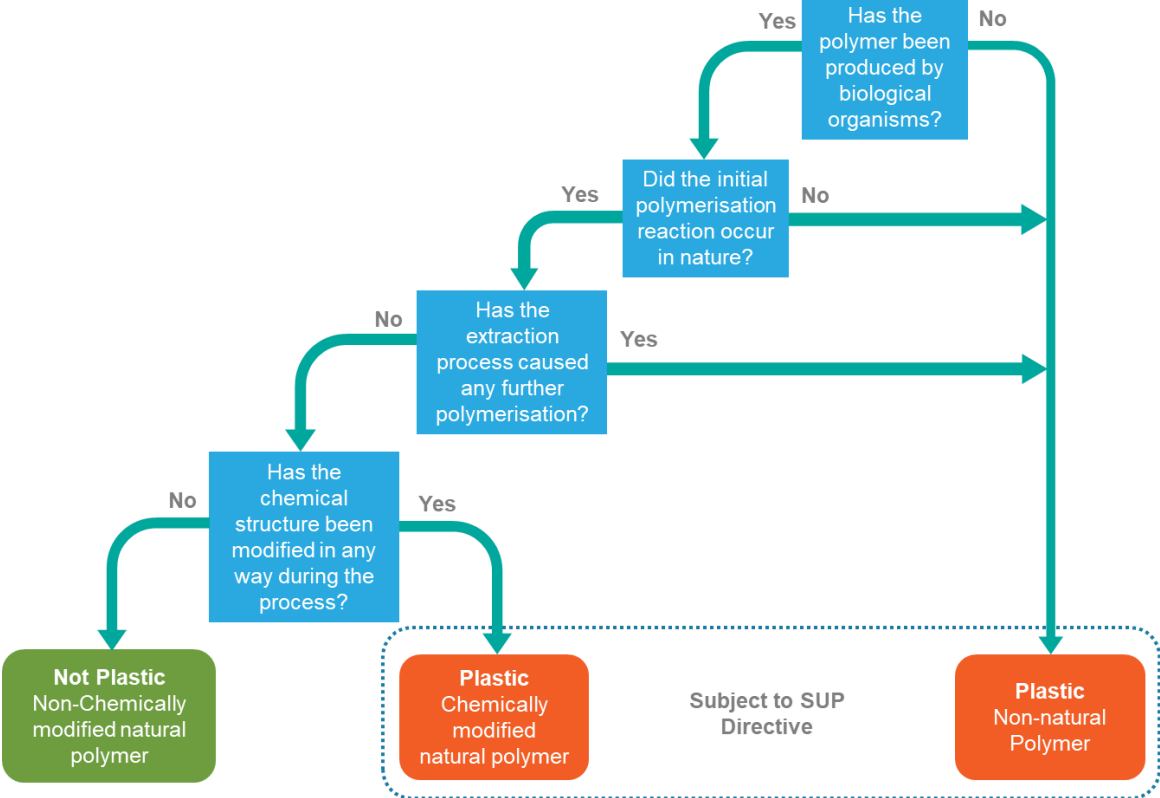 Has the
polymer been
produced by
biological
organisms?
Yes
No
Did the initial
polymerisation
reaction occur
in nature?
Yes
No
Has the
extraction
process caused
any further
polymerisation?
No
Yes
Has the
chemical
structure been
modified in any
way during the
process?
No
Yes
Not Plastic
Non-Chemically
modified natural
polymer
Plastic
Chemically
modified
natural polymer
Subject to SUP
Directive
Plastic
Non-natural
Polymer